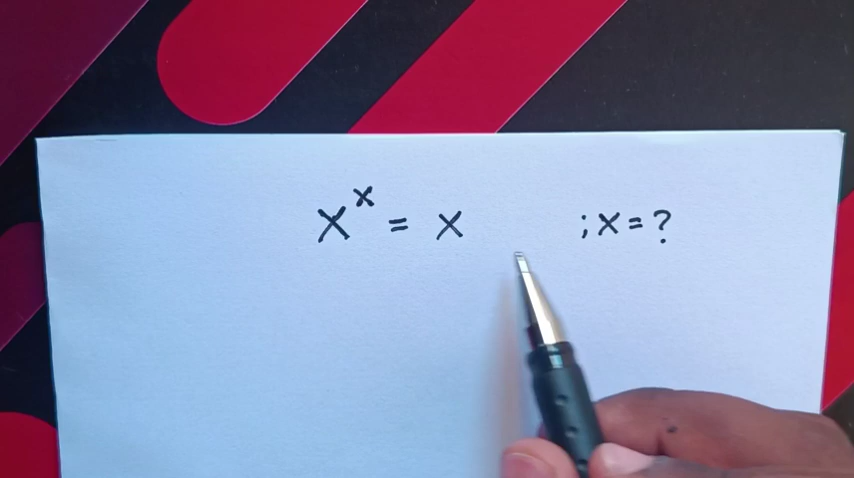 x^x = x ; x = ?